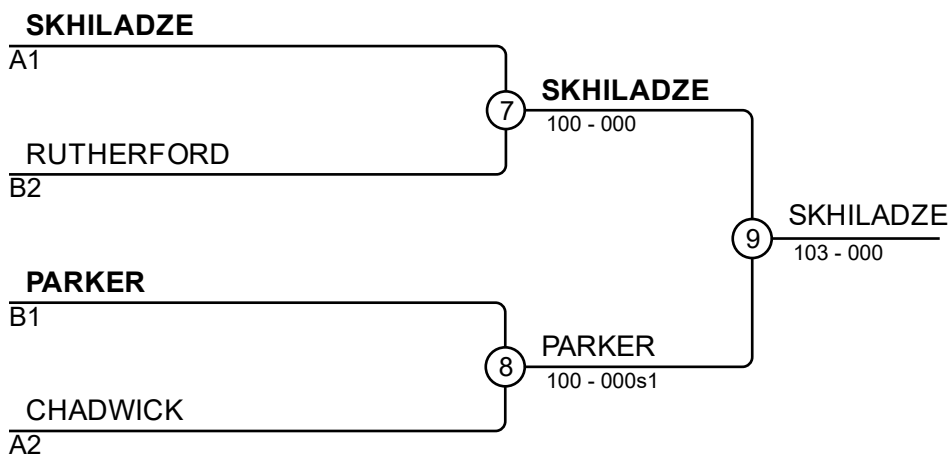 SKHILADZE
A1
7
SKHILADZE
100 - 000
RUTHERFORD
B2
9
SKHILADZE
103 - 000
PARKER
B1
8
PARKER
100 - 000s1
CHADWICK
A2